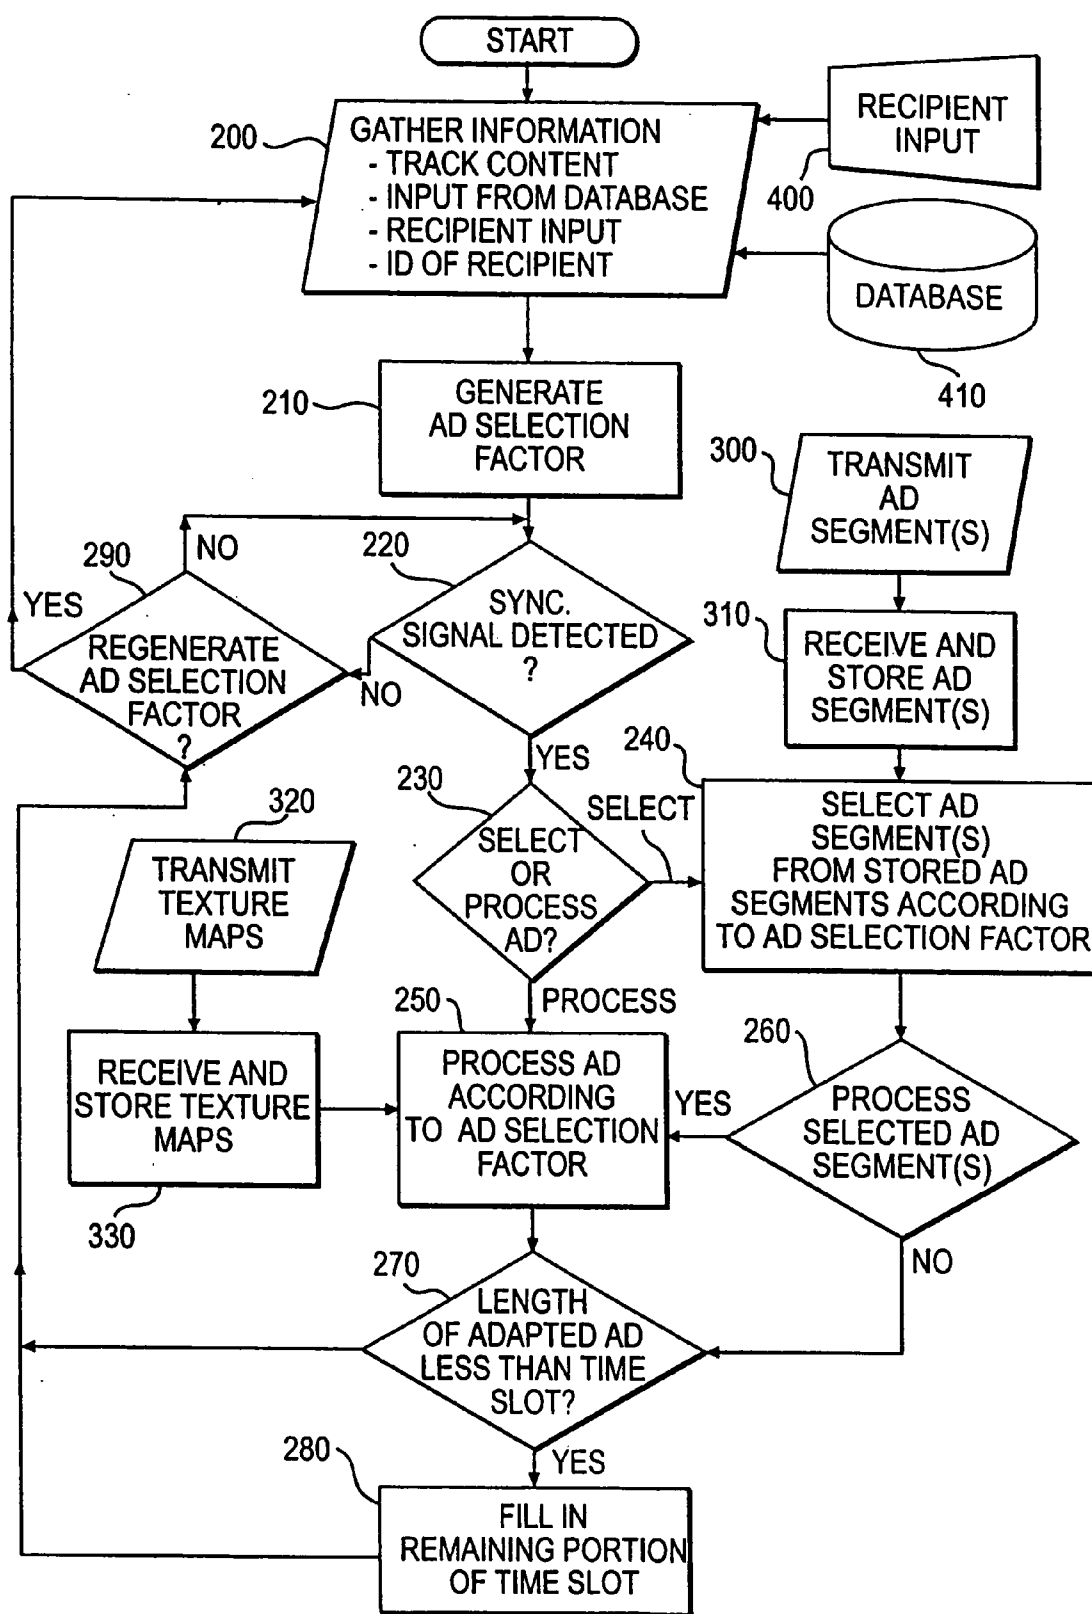 START
200
GATHER INFORMATION
- TRACK CONTENT
- INPUT FROM DATABASE
- RECIPIENT INPUT
- ID OF RECIPIENT
RECIPIENT
INPUT
400
DATABASE
410
210
GENERATE
AD SELECTION
FACTOR
300
TRANSMIT
AD
SEGMENT(S)
NO
290
220
YES
REGENERATE
AD SELECTION
FACTOR
?
NO
SYNC.
SIGNAL DETECTED
?
310
RECEIVE AND
STORE AD
SEGMENT(S)
YES
230
SELECT
240
SELECT
OR
PROCESS
AD?
SELECT AD
SEGMENT(S)
FROM STORED AD
SEGMENTS ACCORDING
TO AD SELECTION FACTOR
320
TRANSMIT
TEXTURE
MAPS
PROCESS
250
260
RECEIVE AND
STORE TEXTURE
MAPS
330
PROCESS AD
ACCORDING
TO AD SELECTION
FACTOR
YES
PROCESS
SELECTED AD
SEGMENT(S)
NO
270
LENGTH
OF ADAPTED AD
LESS THAN TIME
SLOT?
YES
280
FILL IN
REMAINING PORTION
OF TIME SLOT